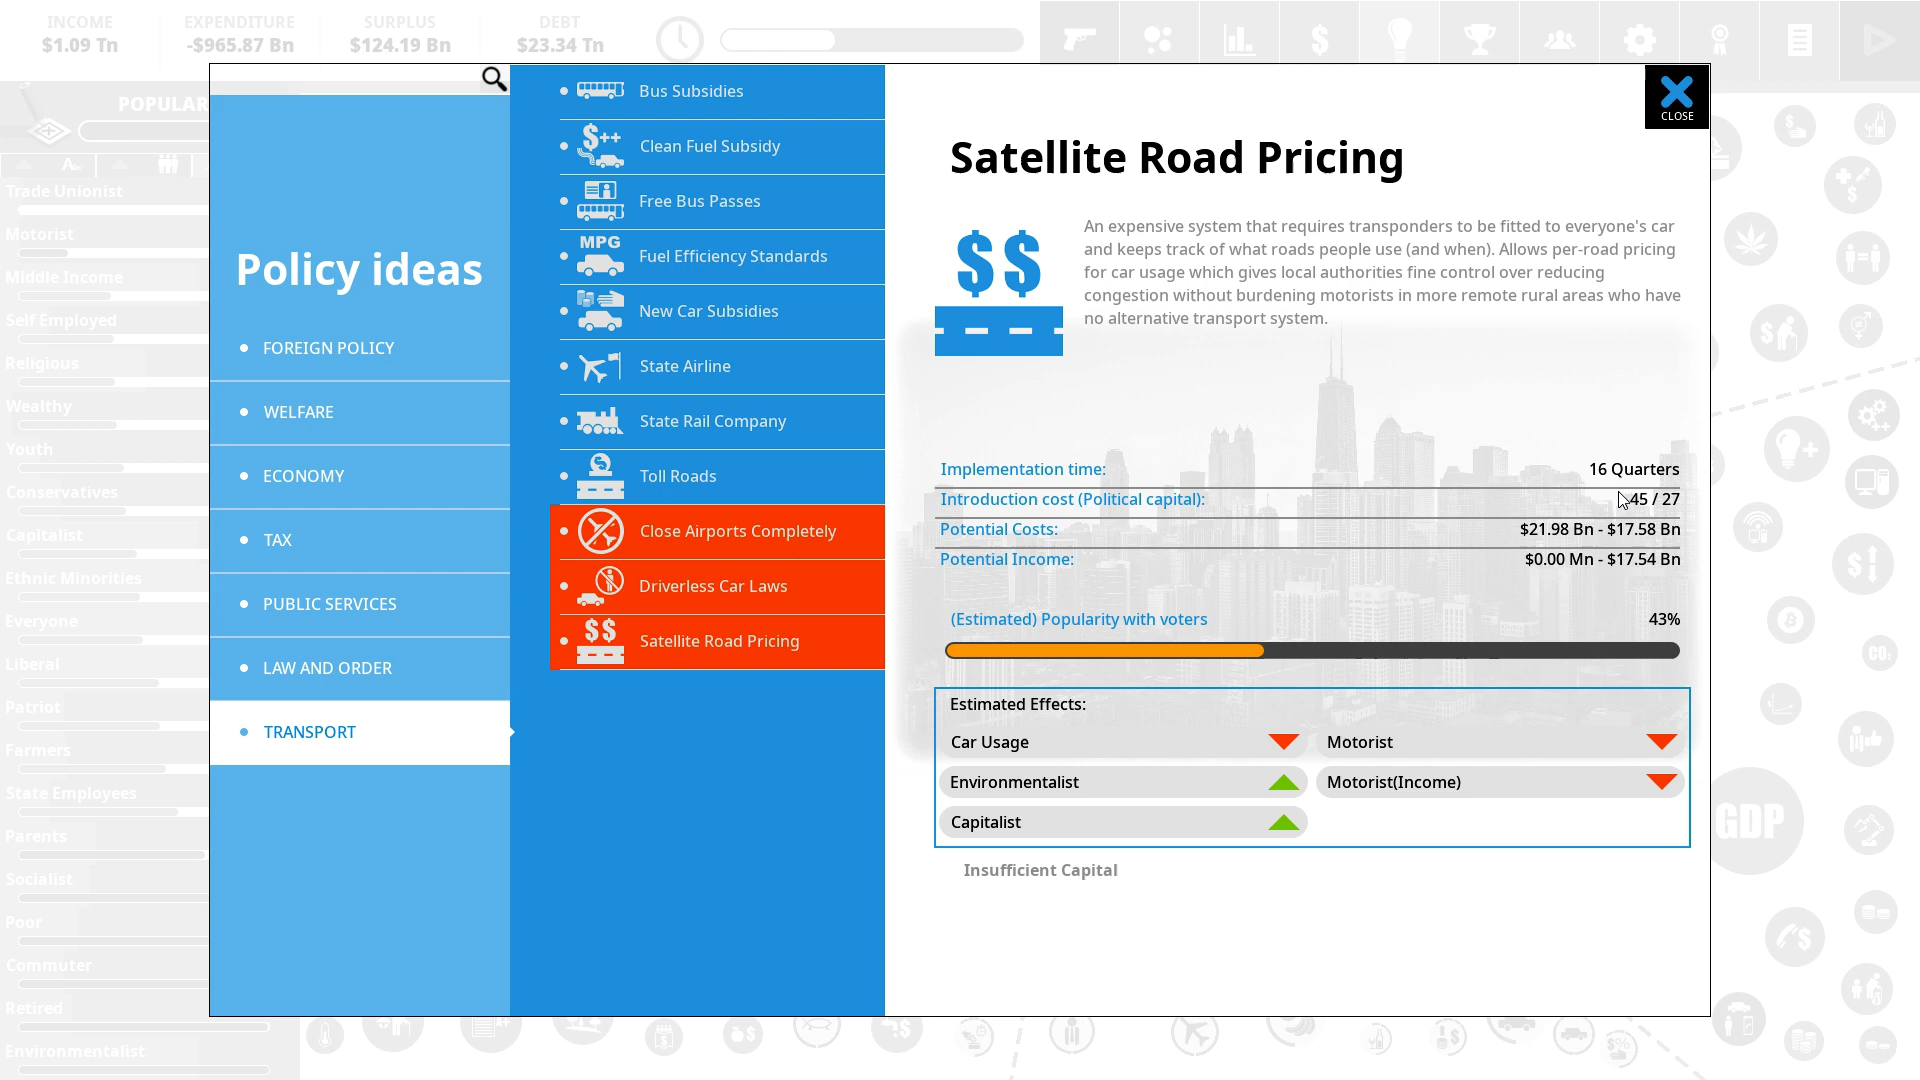 INCOME
$1.09 Tn
EXPENDITURE
-$965.87 Bn
SURPLUS
$124.19 Bn
DEBT
$23.34 Tn
POPULAR
Trade Unionist
Motorist
Middle Income
Self Employed
Religious
Wealthy
Youth
Conservatives
Capitalist
Ethnic Minorities
Everyone
Liberal
Patriot
Farmers
State Employees
Parents
Socialist
Poor
Commuter
Retired
Environmentalist
Policy ideas
FOREIGN POLICY
WELFARE
ECONOMY
TAX
PUBLIC SERVICES
LAW AND ORDER
TRANSPORT
Bus Subsidies
Clean Fuel Subsidy
Free Bus Passes
MPG
Fuel Efficiency Standards
New Car Subsidies
State Airline
State Rail Company
Toll Roads
Close Airports Completely
Driverless Car Laws
Satellite Road Pricing
CLOSE
Satellite Road Pricing
An expensive system that requires transponders to be fitted to everyone's car
and keeps track of what roads people use (and when). Allows per-road pricing
for car usage which gives local authorities fine control over reducing
congestion without burdening motorists in more remote rural areas who have
no alternative transport system.
Implementation time: 16 Quarters
Introduction cost (Political capital): 45 / 27
Potential Costs: $21.98 Bn - $17.58 Bn
Potential Income: $0.00 Mn - $17.54 Bn
(Estimated) Popularity with voters 43%
Estimated Effects:
Car Usage
Motorist
Environmentalist
Motorist(Income)
Capitalist
Insufficient Capital
GDP